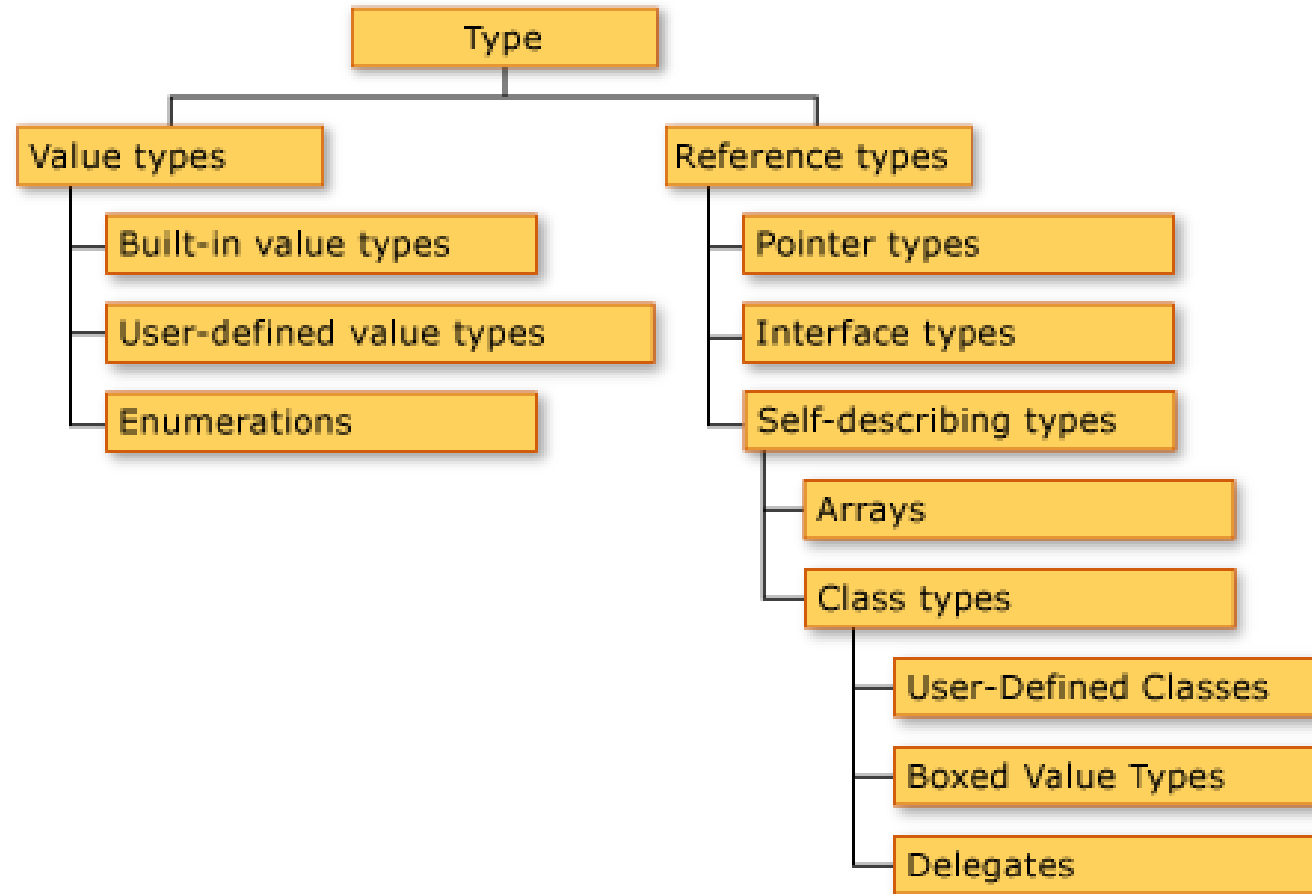 Type
Value types
Built-in value types
User-defined value types
Enumerations
Reference types
Pointer types
Interface types
Self-describing types
Arrays
Class types
User-Defined Classes
Boxed Value Types
Delegates